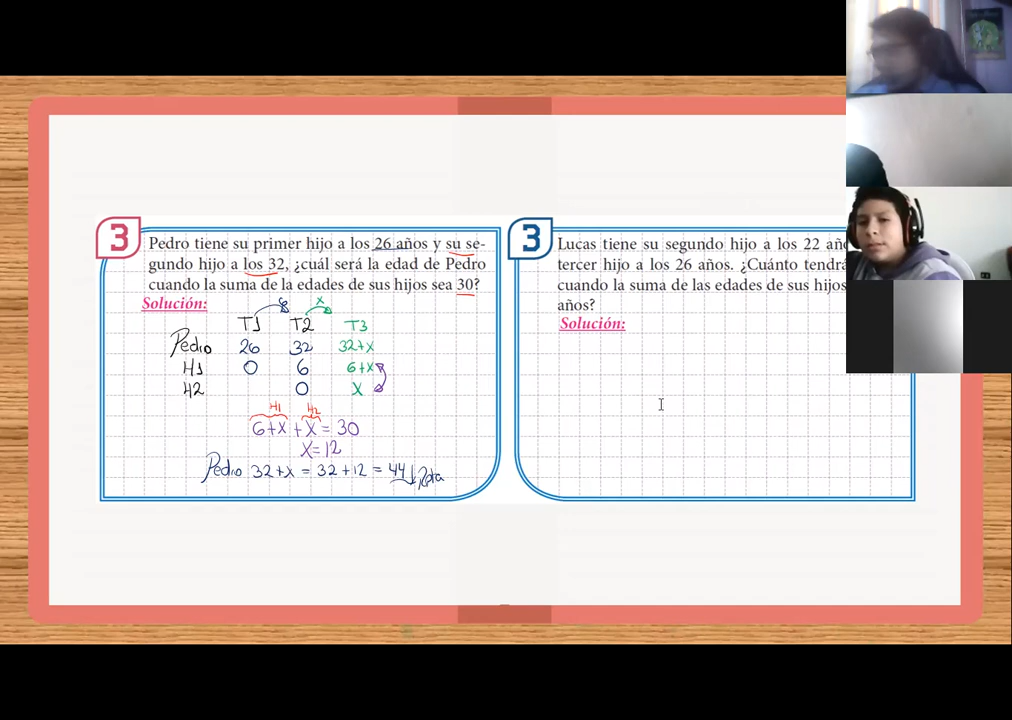 3
Pedro tiene su primer hijo a los 26 años y su se-
gundo hijo a los 32, ¿cuál será la edad de Pedro
cuando la suma de la edades de sus hijos sea 30?
Solución:
6 x
T1 T2 T3
Pedro 26 32 32+x
H1 0 6 6+x
H2 0 x
H1 H2
6+x + x = 30
x=12
Pedro 32+x = 32+12 = 44 Rpta
3
Lucas tiene su segundo hijo a los 22
tercer hijo a los 26 años. ¿Cuánto tendrá
cuando la suma de las edades de sus hijos
años?
Solución: